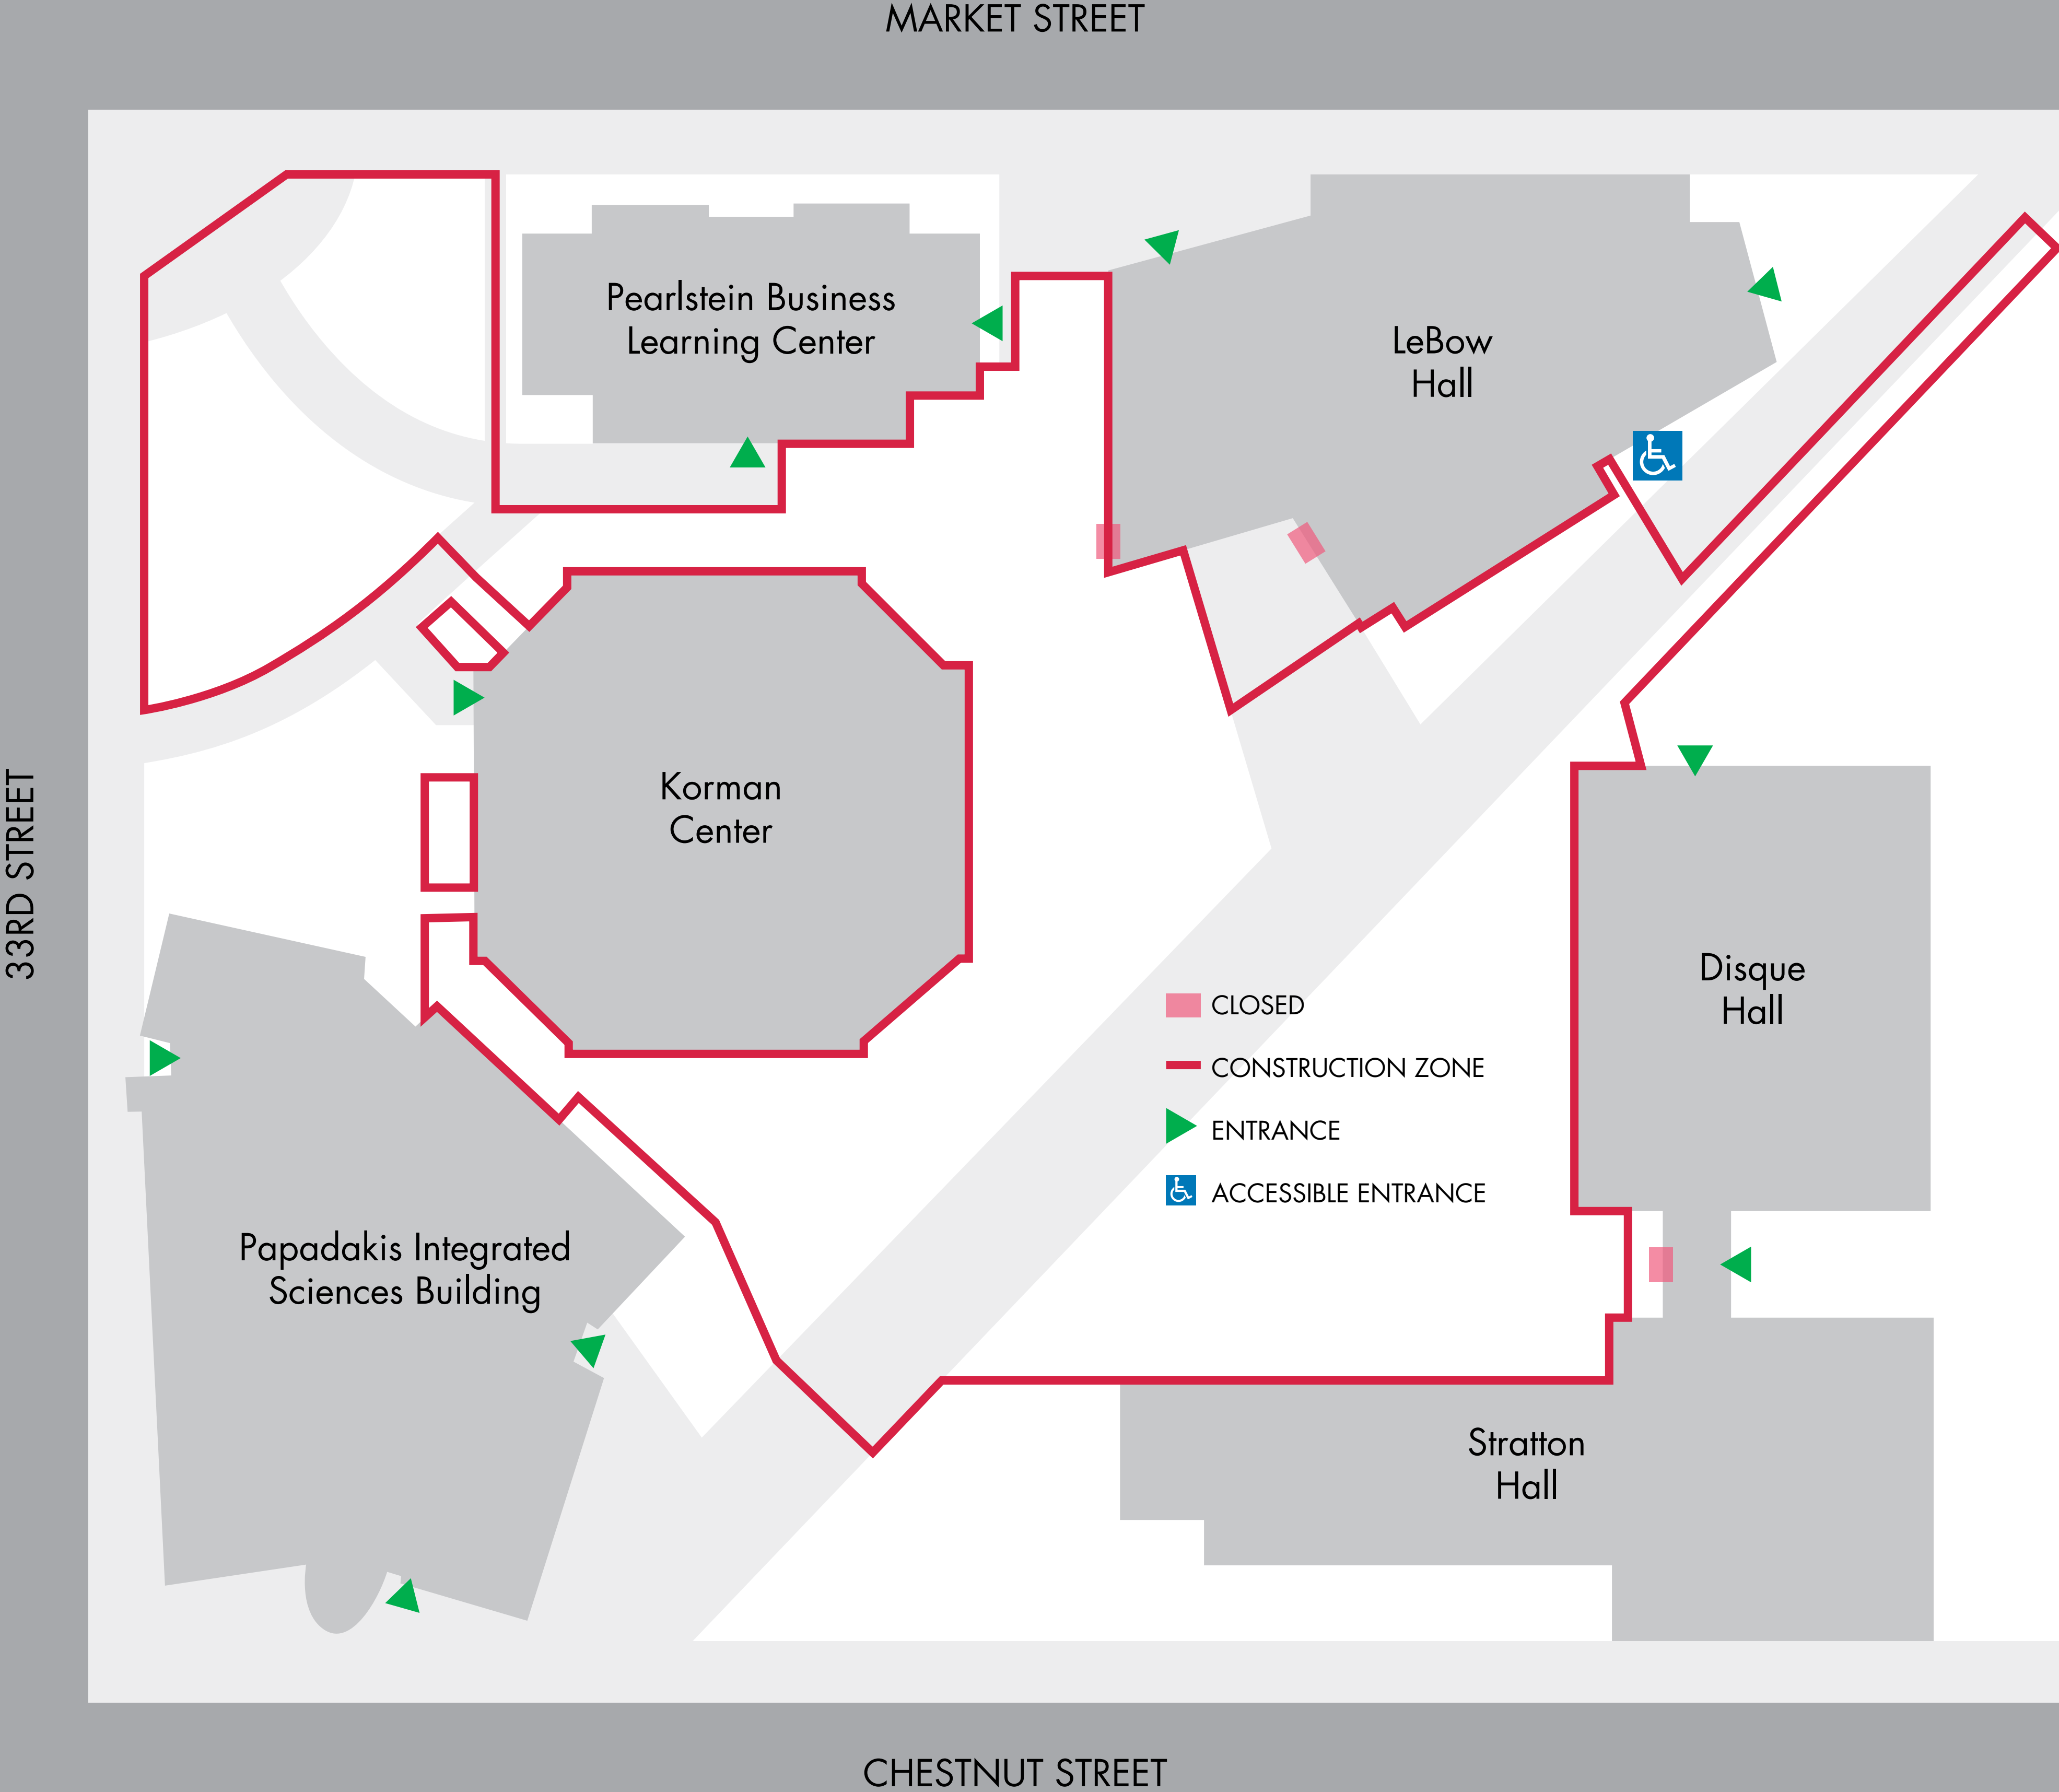 MARKET STREET
Pearlstein Business
Learning Center
LeBow
Hall
33RD STREET
Korman
Center
Disque
Hall
CLOSED
CONSTRUCTION ZONE
ENTRANCE
ACCESSIBLE ENTRANCE
Papadakis Integrated
Sciences Building
Stratton
Hall
CHESTNUT STREET